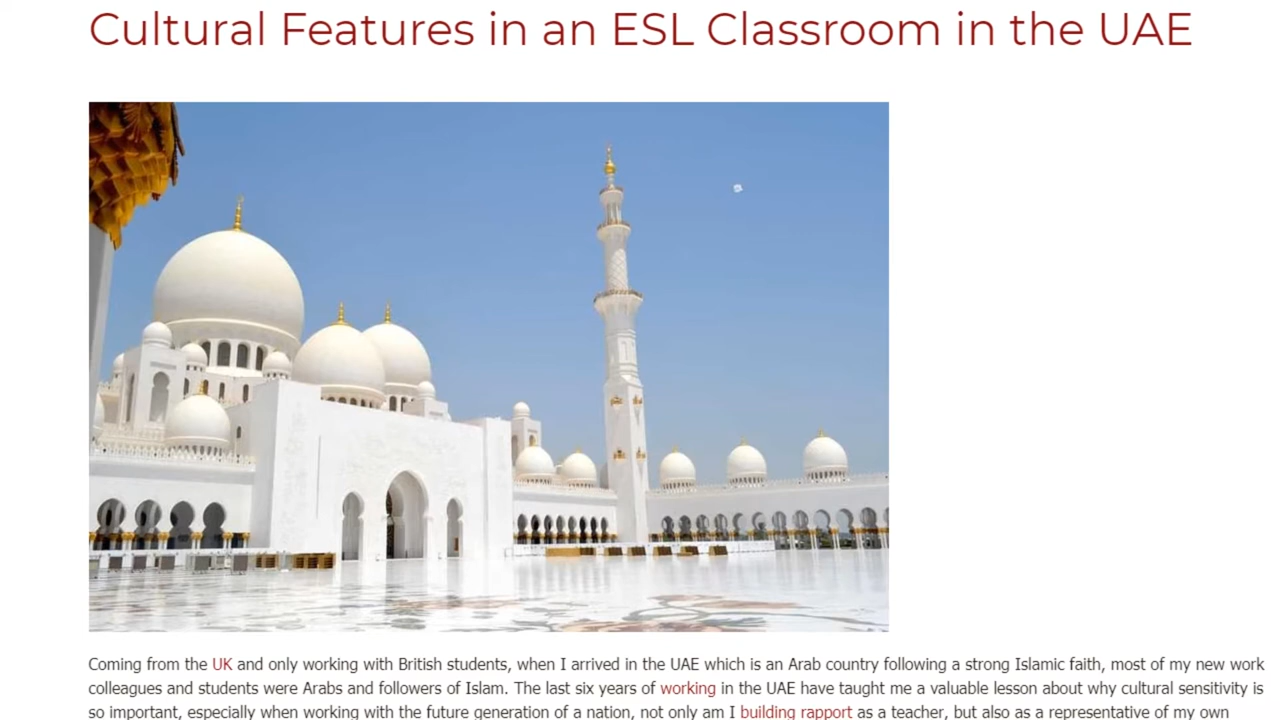 Cultural Features in an ESL Classroom in the UAE
Coming from the UK and only working with British students, when I arrived in the UAE which is an Arab country following a strong Islamic faith, most of my new work
colleagues and students were Arabs and followers of Islam. The last six years of working in the UAE have taught me a valuable lesson about why cultural sensitivity is
so important, especially when working with the future generation of a nation, not only am I building rapport as a teacher, but also as a representative of my own